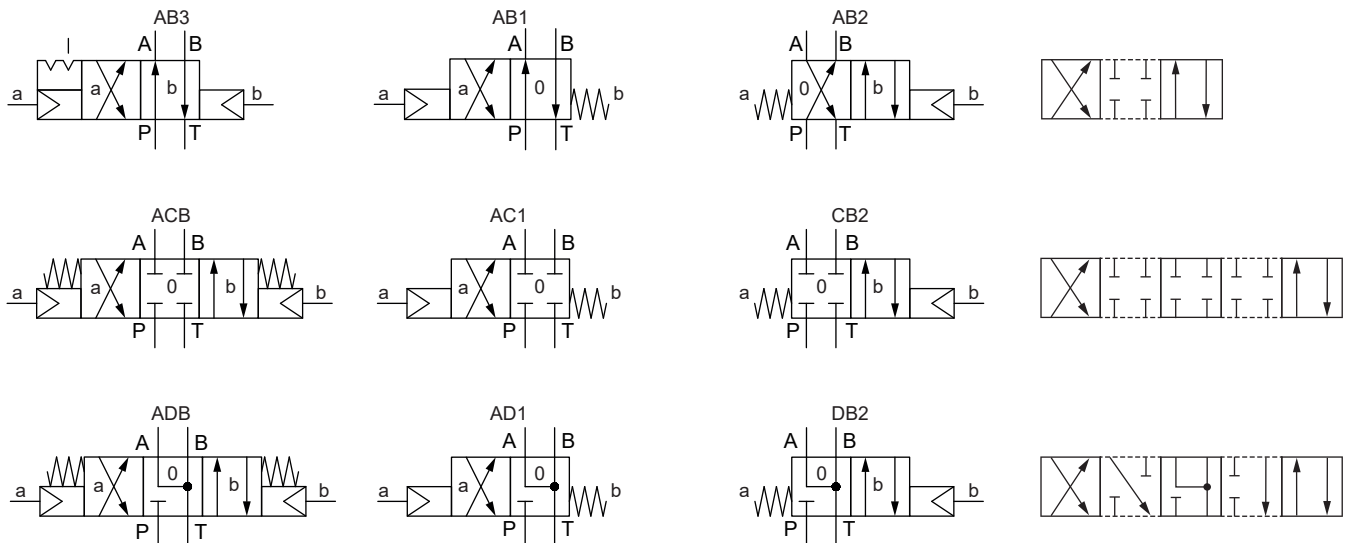 AB3 AB1 AB2
A B A B A B
a a b b a a 0 b a 0 b b
P T P T P T
ACB AC1 CB2
A B A B A B
a a 0 b b a a 0 b a 0 b b
P T P T P T
ADB AD1 DB2
A B A B A B
a a 0 b b a a 0 b a 0 b b
P T P T P T